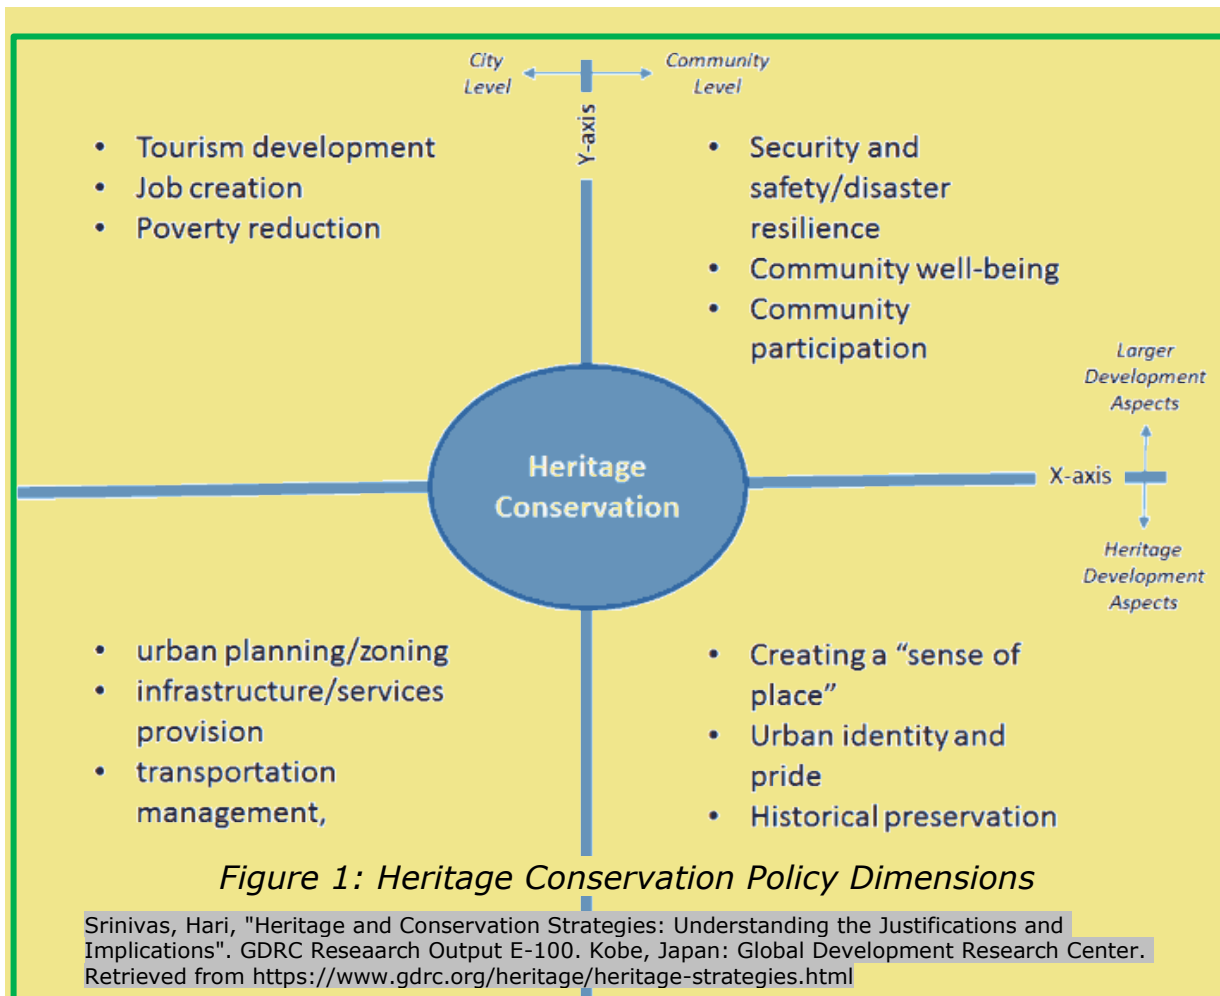 City
Level
Community
Level
Y-axis
• Tourism development
• Job creation
• Poverty reduction
• Security and
safety/disaster
resilience
• Community well-being
• Community
participation
Larger
Development
Aspects
X-axis
Heritage
Development
Aspects
Heritage
Conservation
• urban planning/zoning
• infrastructure/services
provision
• transportation
management,
• Creating a “sense of
place”
• Urban identity and
pride
• Historical preservation
Figure 1: Heritage Conservation Policy Dimensions
Srinivas, Hari, "Heritage and Conservation Strategies: Understanding the Justifications and
Implications". GDRC Reseaarch Output E-100. Kobe, Japan: Global Development Research Center.
Retrieved from https://www.gdrc.org/heritage/heritage-strategies.html